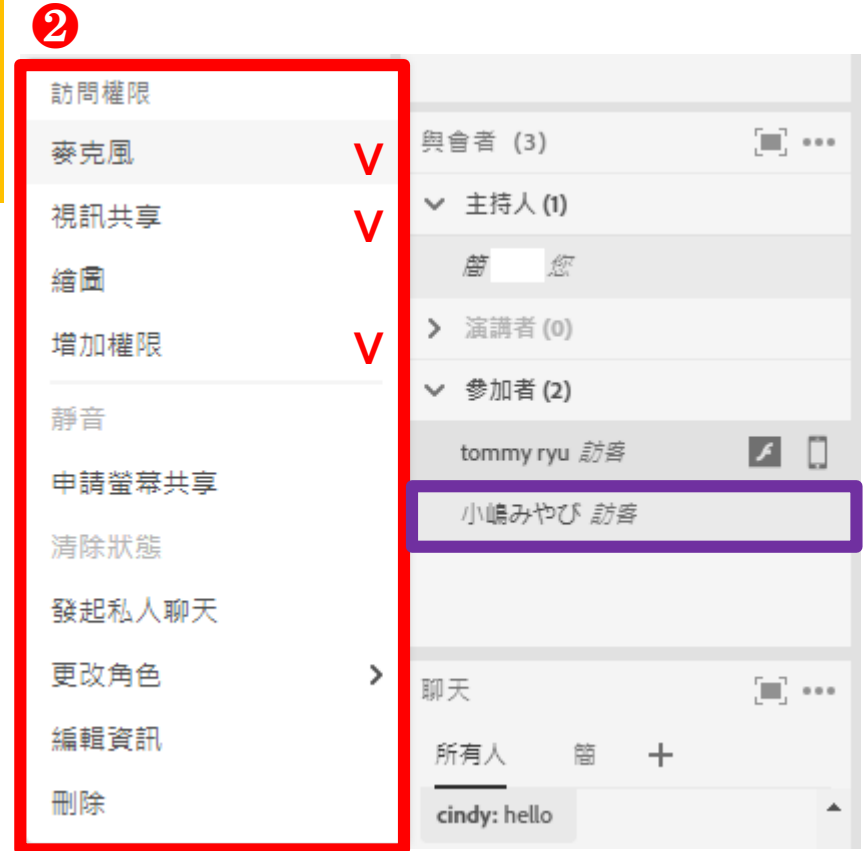 2
訪問權限
麥克風 V
視訊共享 V
繪圖
增加權限 V
靜音
申請螢幕共享
清除狀態
發起私人聊天
更改角色
編輯資訊
刪除
與會者 (3)
主持人 (1)
簡 您
演講者 (0)
參加者 (2)
tommy ryu 訪客
小嶋みやび 訪客
聊天
所有人 簡 +
cindy: hello